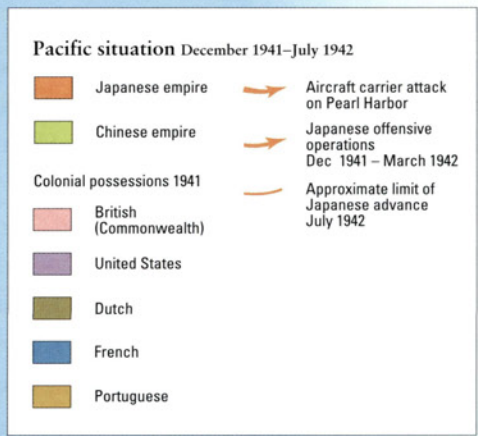 Pacific situation December 1941–July 1942
Japanese empire
Chinese empire
Colonial possessions 1941
British
(Commonwealth)
United States
Dutch
French
Portuguese
Aircraft carrier attack
on Pearl Harbor
Japanese offensive
operations
Dec 1941 – March 1942
Approximate limit of
Japanese advance
July 1942